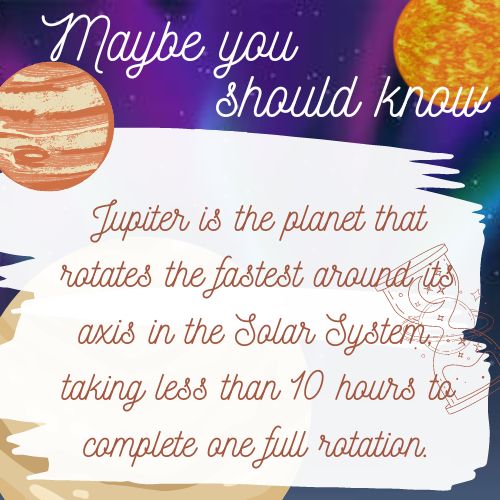 Maybe you
should know
Jupiter is the planet that
rotates the fastest around its
axis in the Solar System,
taking less than 10 hours to
complete one full rotation.